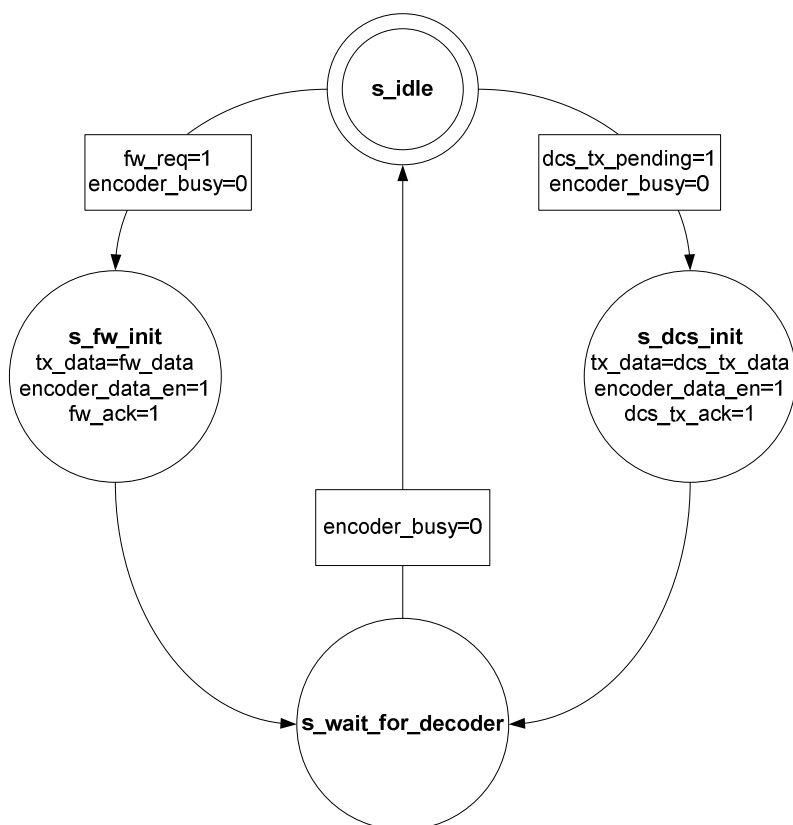 s_idle
fw_req=1
encoder_busy=0
dcs_tx_pending=1
encoder_busy=0
s_fw_init
tx_data=fw_data
encoder_data_en=1
fw_ack=1
s_dcs_init
tx_data=dcs_tx_data
encoder_data_en=1
dcs_tx_ack=1
encoder_busy=0
s_wait_for_decoder